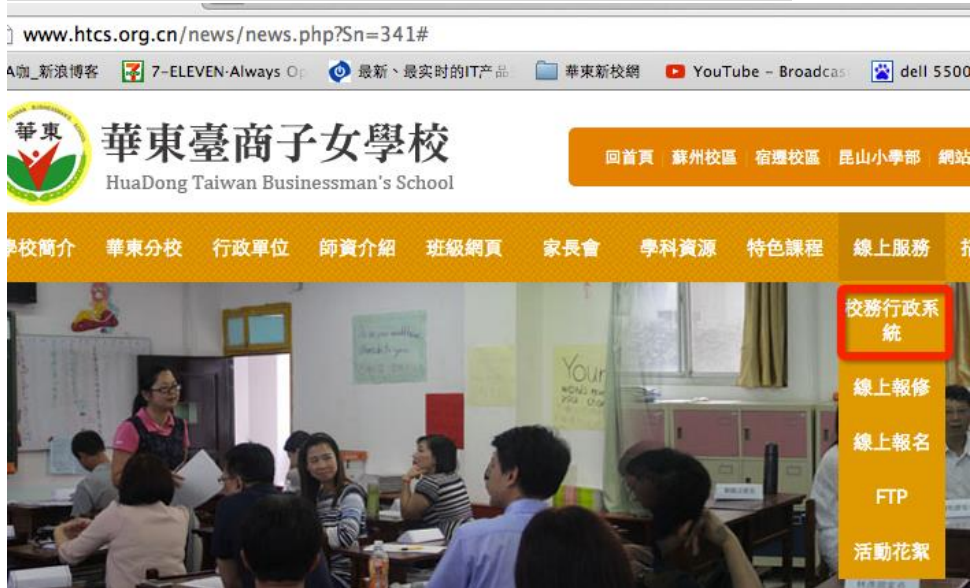 www.htcs.org.cn/news/news.php?Sn=341#
A咖_新浪博客 7-ELEVEN·Always O 最新、最实时的IT产品 華東新校網 YouTube - Broadcas dell 5500
華東
華東臺商子女學校
HuaDong Taiwan Businessman's School
回首頁 蘇州校區 宿遷校區 昆山小學部 網站
學校簡介 華東分校 行政單位 師資介紹 班級網頁 家長會 學科資源 特色課程 線上服務 招
校務行政系
統
線上報修
線上報名
FTP
活動花絮
Your